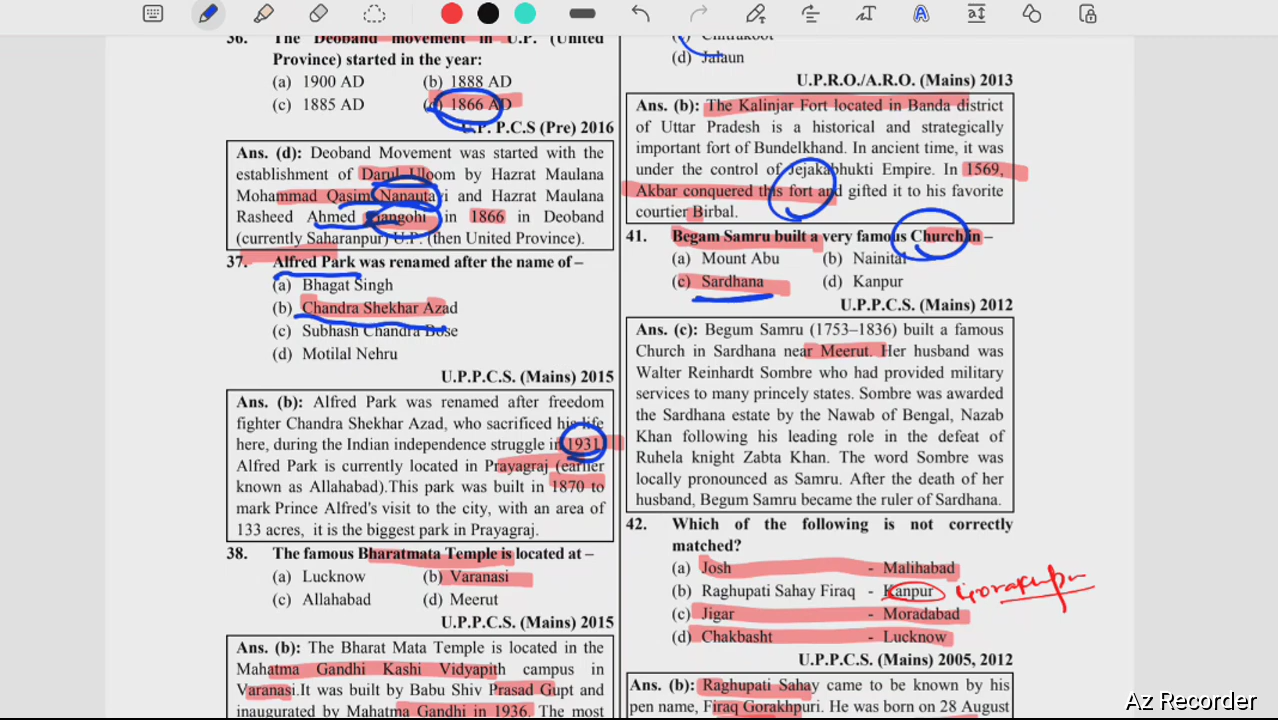 36. The Deoband movement in U.P. (United
Province) started in the year:
(a) 1900 AD (b) 1888 AD
(c) 1885 AD (d) 1866 AD
U.P. P.C.S (Pre) 2016
Ans. (d): Deoband Movement was started with the
establishment of Darul Uloom by Hazrat Maulana
Mohammad Qasim Nanautavi and Hazrat Maulana
Rasheed Ahmed Gangohi in 1866 in Deoband
(currently Saharanpur) U.P. (then United Province).
37. Alfred Park was renamed after the name of –
(a) Bhagat Singh
(b) Chandra Shekhar Azad
(c) Subhash Chandra Bose
(d) Motilal Nehru
U.P.P.C.S. (Mains) 2015
Ans. (b): Alfred Park was renamed after freedom
fighter Chandra Shekhar Azad, who sacrificed his life
here, during the Indian independence struggle in 1931.
Alfred Park is currently located in Prayagraj (earlier
known as Allahabad).This park was built in 1870 to
mark Prince Alfred's visit to the city, with an area of
133 acres, it is the biggest park in Prayagraj.
38. The famous Bharatmata Temple is located at –
(a) Lucknow (b) Varanasi
(c) Allahabad (d) Meerut
U.P.P.C.S. (Mains) 2015
Ans. (b): The Bharat Mata Temple is located in the
Mahatma Gandhi Kashi Vidyapith campus in
Varanasi.It was built by Babu Shiv Prasad Gupt and
inaugurated by Mahatma Gandhi in 1936. The most
(c) Chitrakoot
(d) Jalaun
U.P.R.O./A.R.O. (Mains) 2013
Ans. (b): The Kalinjar Fort located in Banda district
of Uttar Pradesh is a historical and strategically
important fort of Bundelkhand. In ancient time, it was
under the control of Jejakabhukti Empire. In 1569,
Akbar conquered this fort and gifted it to his favorite
courtier Birbal.
41. Begam Samru built a very famous Church in –
(a) Mount Abu (b) Nainital
(c) Sardhana (d) Kanpur
U.P.P.C.S. (Mains) 2012
Ans. (c): Begum Samru (1753–1836) built a famous
Church in Sardhana near Meerut. Her husband was
Walter Reinhardt Sombre who had provided military
services to many princely states. Sombre was awarded
the Sardhana estate by the Nawab of Bengal, Nazab
Khan following his leading role in the defeat of
Ruhela knight Zabta Khan. The word Sombre was
locally pronounced as Samru. After the death of her
husband, Begum Samru became the ruler of Sardhana.
42. Which of the following is not correctly
matched?
(a) Josh - Malihabad
(b) Raghupati Sahay Firaq - Kanpur Gorakhpur
(c) Jigar - Moradabad
(d) Chakbasht - Lucknow
U.P.P.C.S. (Mains) 2005, 2012
Ans. (b): Raghupati Sahay came to be known by his
pen name, Firaq Gorakhpuri. He was born on 28 August
Az Recorder